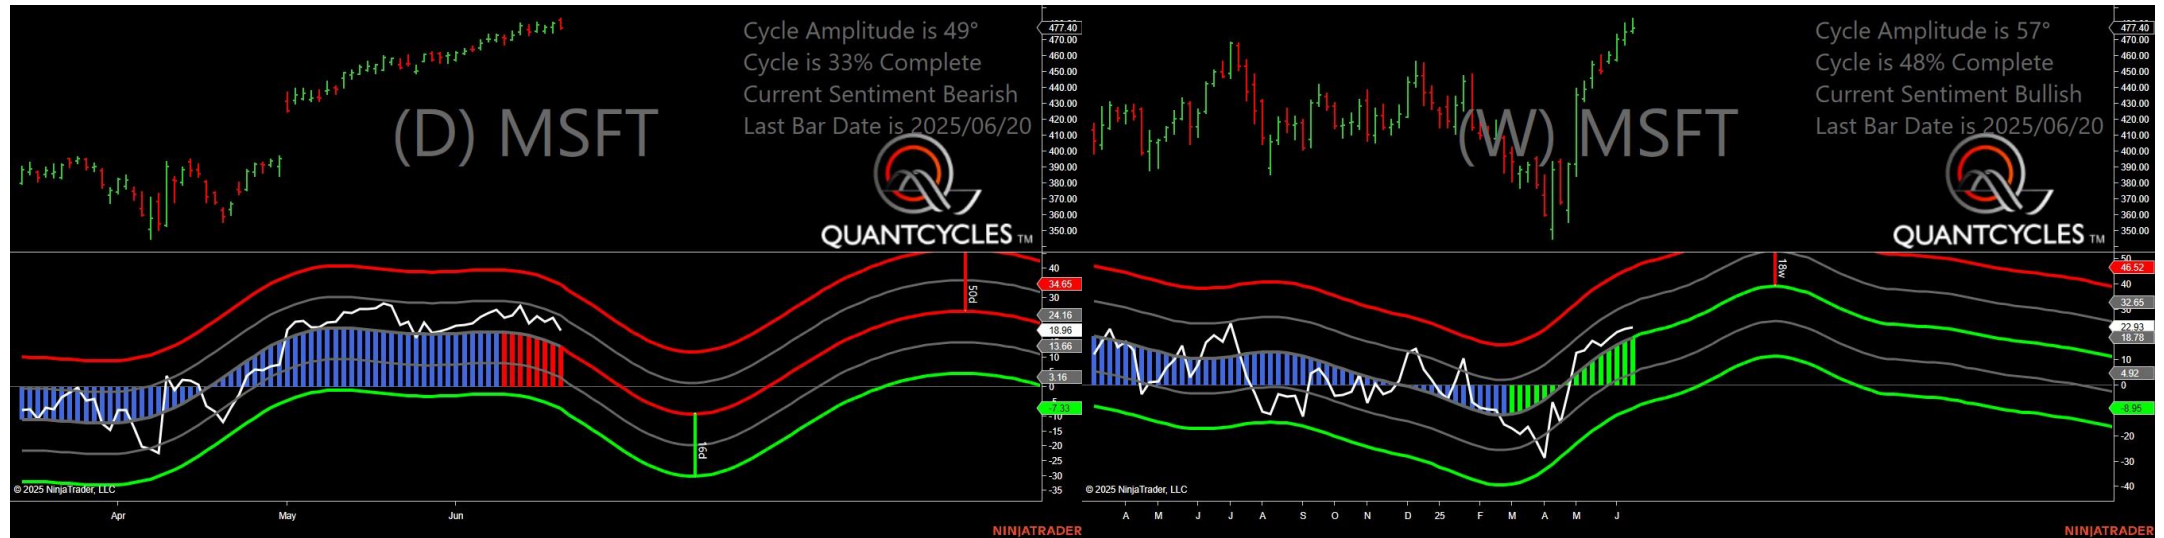 Cycle Amplitude is 49°
Cycle is 33% Complete
Current Sentiment Bearish
Last Bar Date is 2025/06/20
(D) MSFT
QUANTCYCLES TM
477.40
470.00
460.00
450.00
440.00
430.00
420.00
410.00
400.00
390.00
380.00
370.00
360.00
350.00
40
34.65
30
24.16
18.96
13.66
10
3.16
0
-7.33
-10
-15
-20
-25
-30
-35
50d
16d
© 2025 NinjaTrader, LLC
Apr
May
Jun
NINJATRADER
Cycle Amplitude is 57°
Cycle is 48% Complete
Current Sentiment Bullish
Last Bar Date is 2025/06/20
(W) MSFT
QUANTCYCLES TM
477.40
470.00
460.00
450.00
440.00
430.00
420.00
410.00
400.00
390.00
380.00
370.00
360.00
350.00
50
46.52
40
32.65
30
22.93
18.78
10
4.92
0
-8.95
-20
-30
-40
18w
© 2025 NinjaTrader, LLC
A M J J A S O N D 25 F M A M J
NINJATRADER